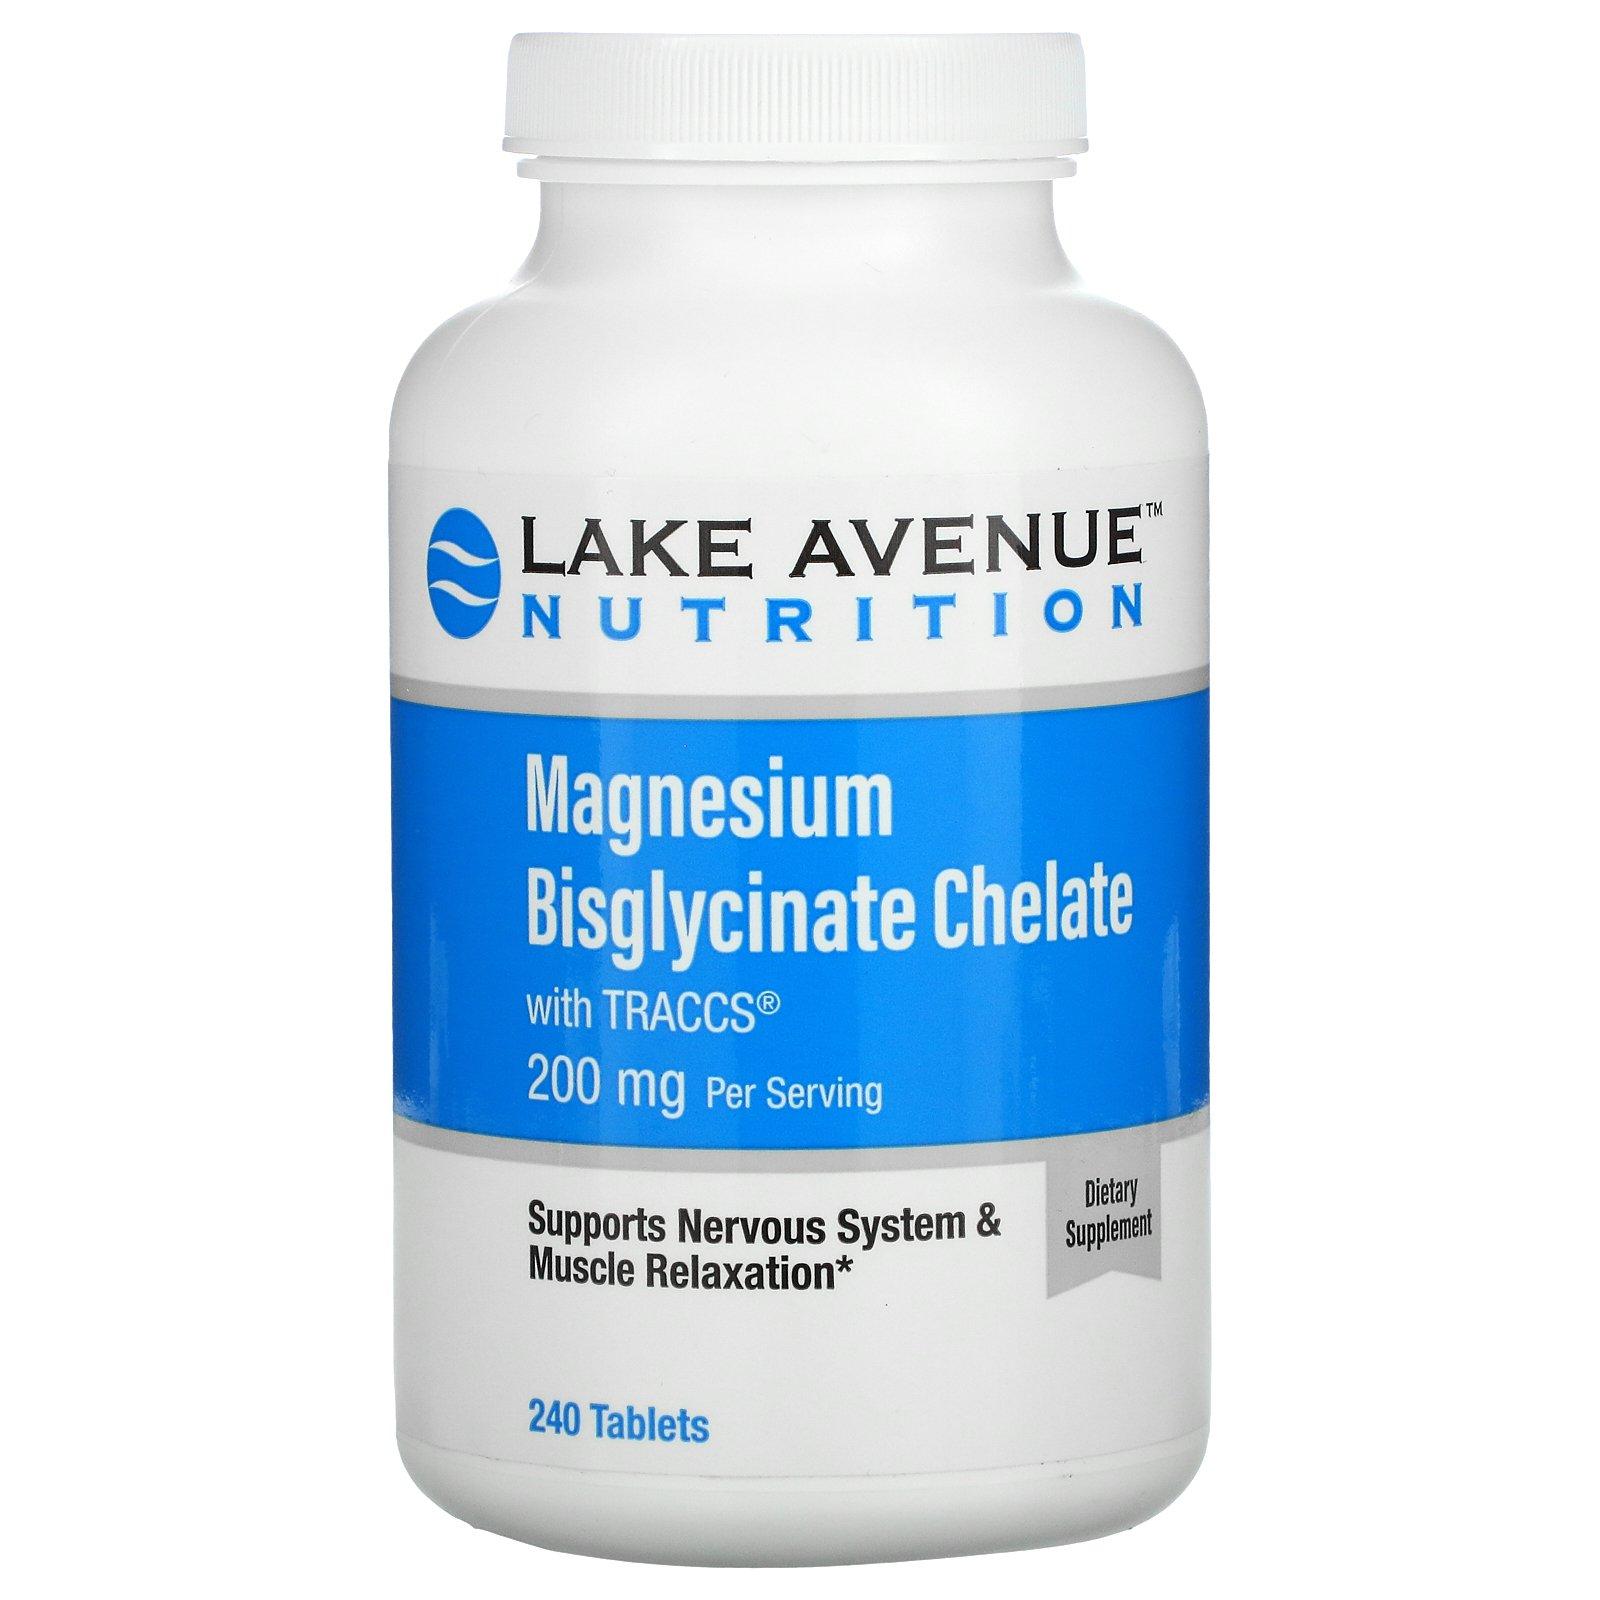 LAKE AVENUE™
NUTRITION
Magnesium
Bisglycinate Chelate
with TRACCS®
200 mg Per Serving
Dietary
Supplement
Supports Nervous System &
Muscle Relaxation*
240 Tablets